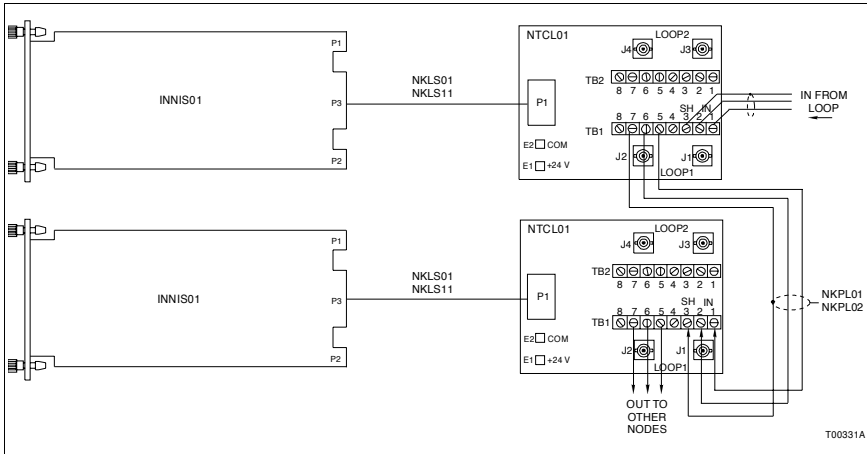 NTCL01
LOOP2
J4
J3
P1
INNIS01
P3
P2
NKLS01
NKLS11
P1
TB2
8 7 6 5 4 3 2 1
SH IN
8 7 6 5 4 3 2 1
TB1
E2 COM
E1 +24 V
J2
J1
LOOP1
IN FROM
LOOP
NTCL01
LOOP2
J4
J3
P1
INNIS01
P3
P2
NKLS01
NKLS11
P1
TB2
8 7 6 5 4 3 2 1
SH IN
8 7 6 5 4 3 2 1
TB1
E2 COM
E1 +24 V
J2
J1
LOOP1
NKPL01
NKPL02
OUT TO
OTHER
NODES
T00331A